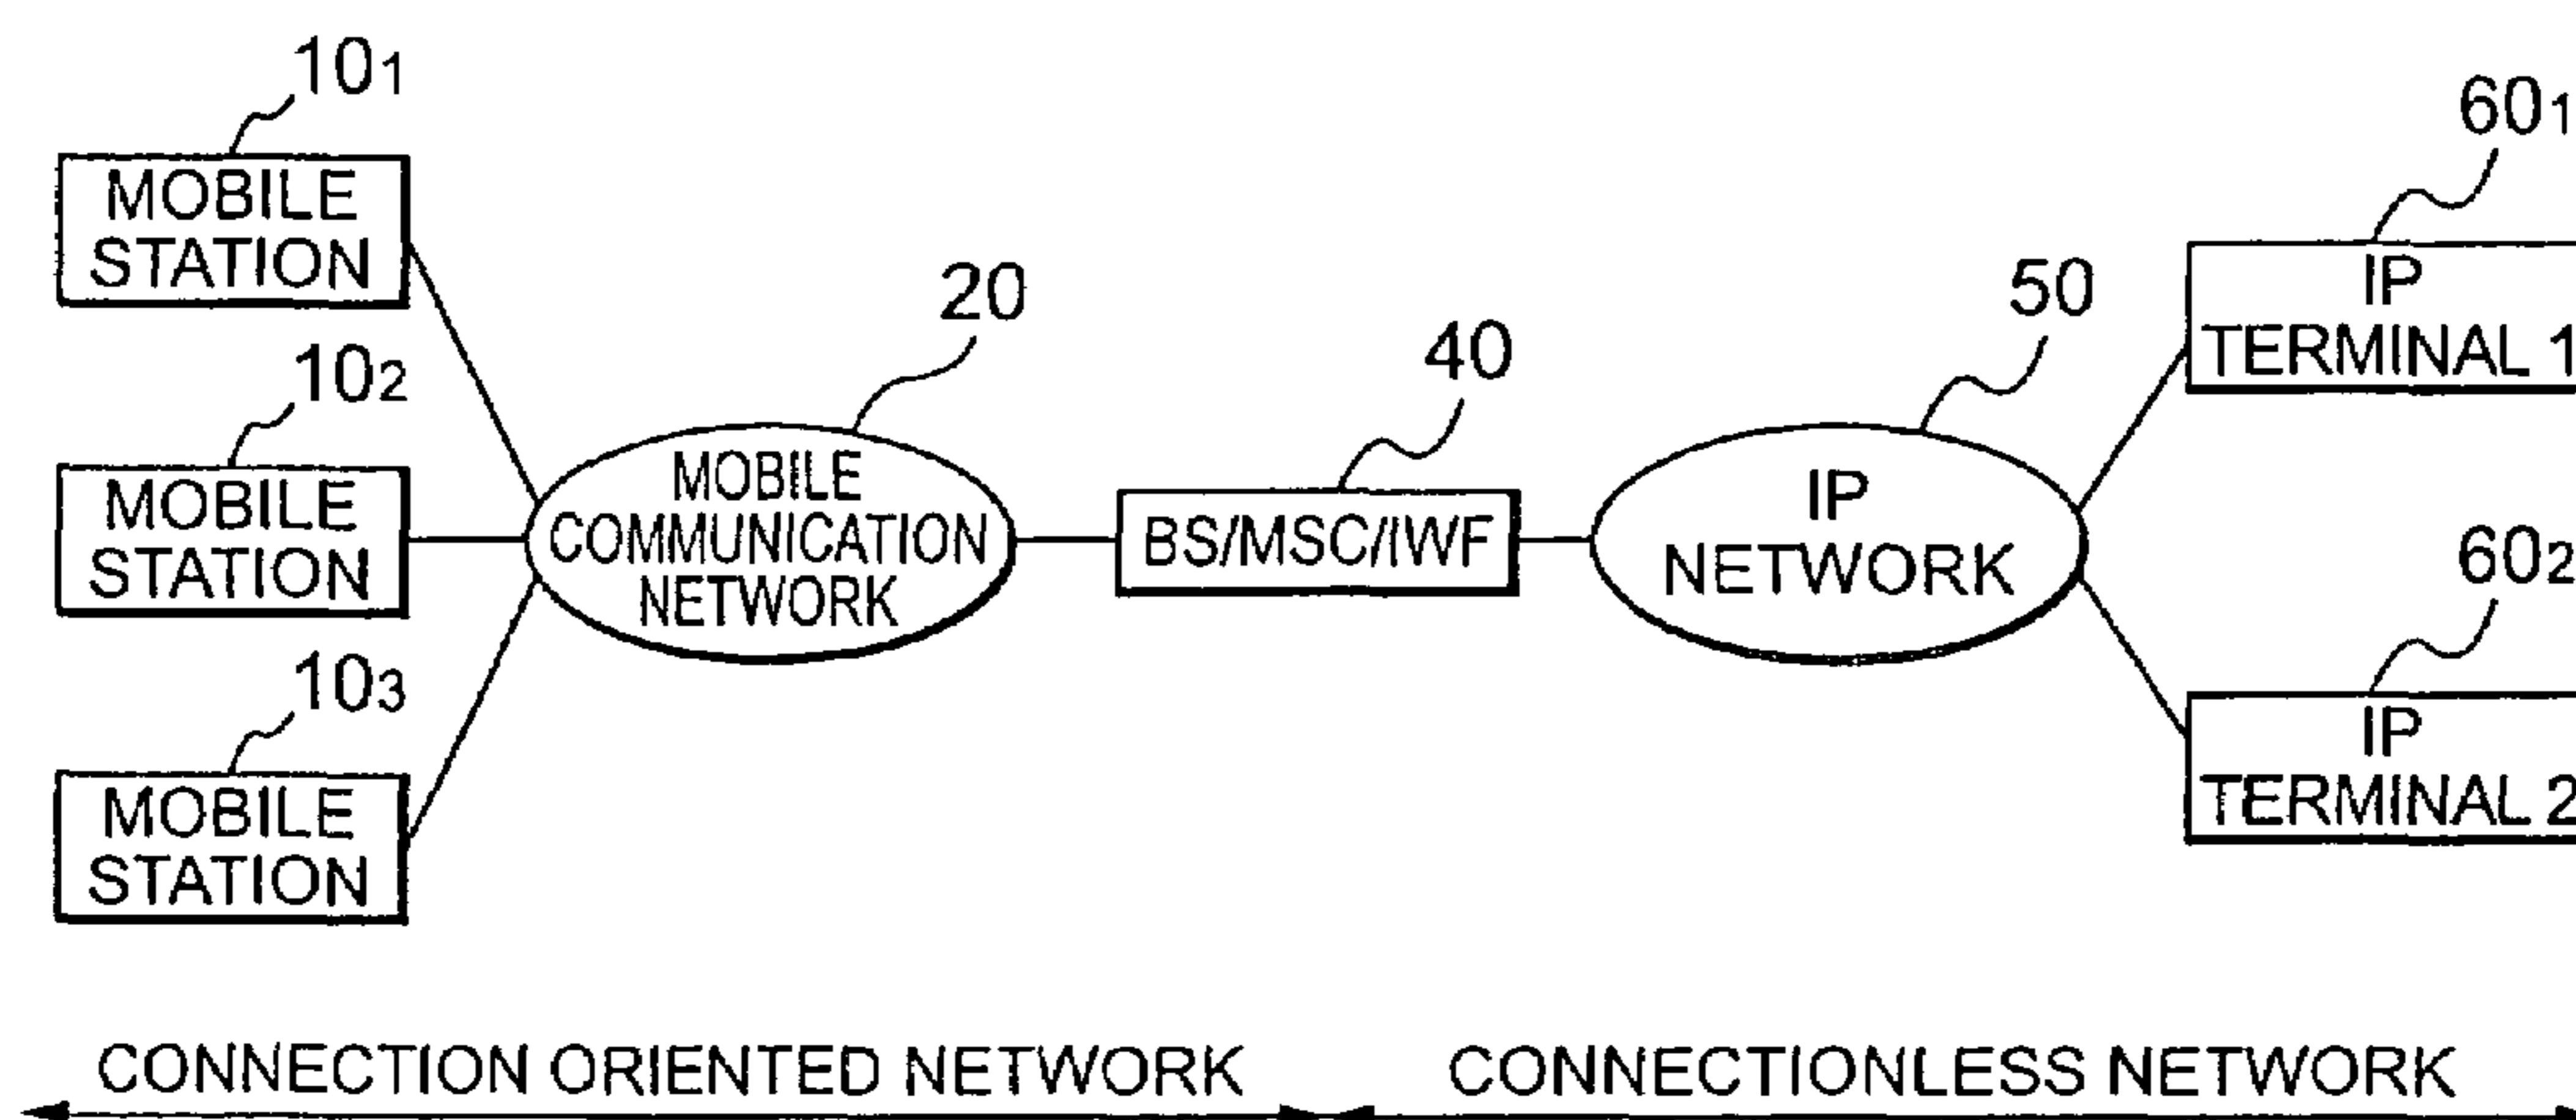 10₁
MOBILE
STATION
10₂
MOBILE
STATION
10₃
MOBILE
STATION
20
MOBILE
COMMUNICATION
NETWORK
40
BS/MSC/IWF
50
IP
NETWORK
60₁
IP
TERMINAL 1
60₂
IP
TERMINAL 2
CONNECTION ORIENTED NETWORK
CONNECTIONLESS NETWORK